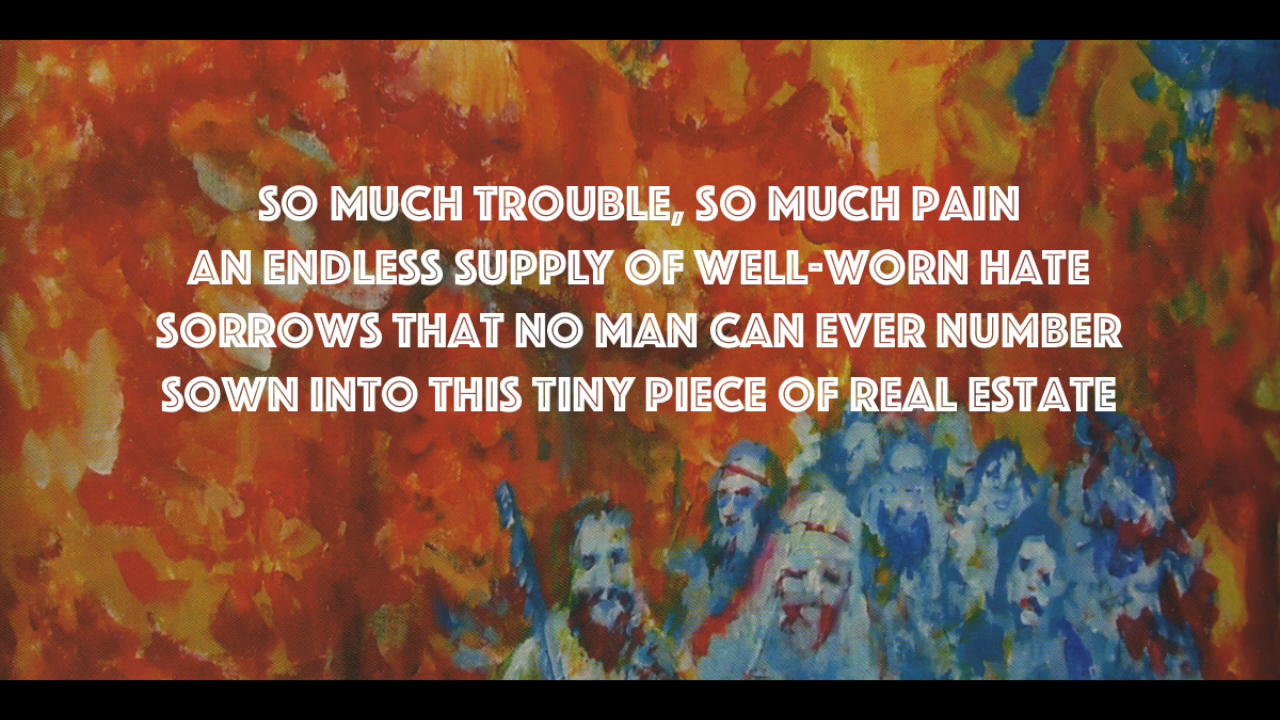 SO MUCH TROUBLE, SO MUCH PAIN
AN ENDLESS SUPPLY OF WELL-WORN HATE
SORROWS THAT NO MAN CAN EVER NUMBER
SOWN INTO THIS TINY PIECE OF REAL ESTATE